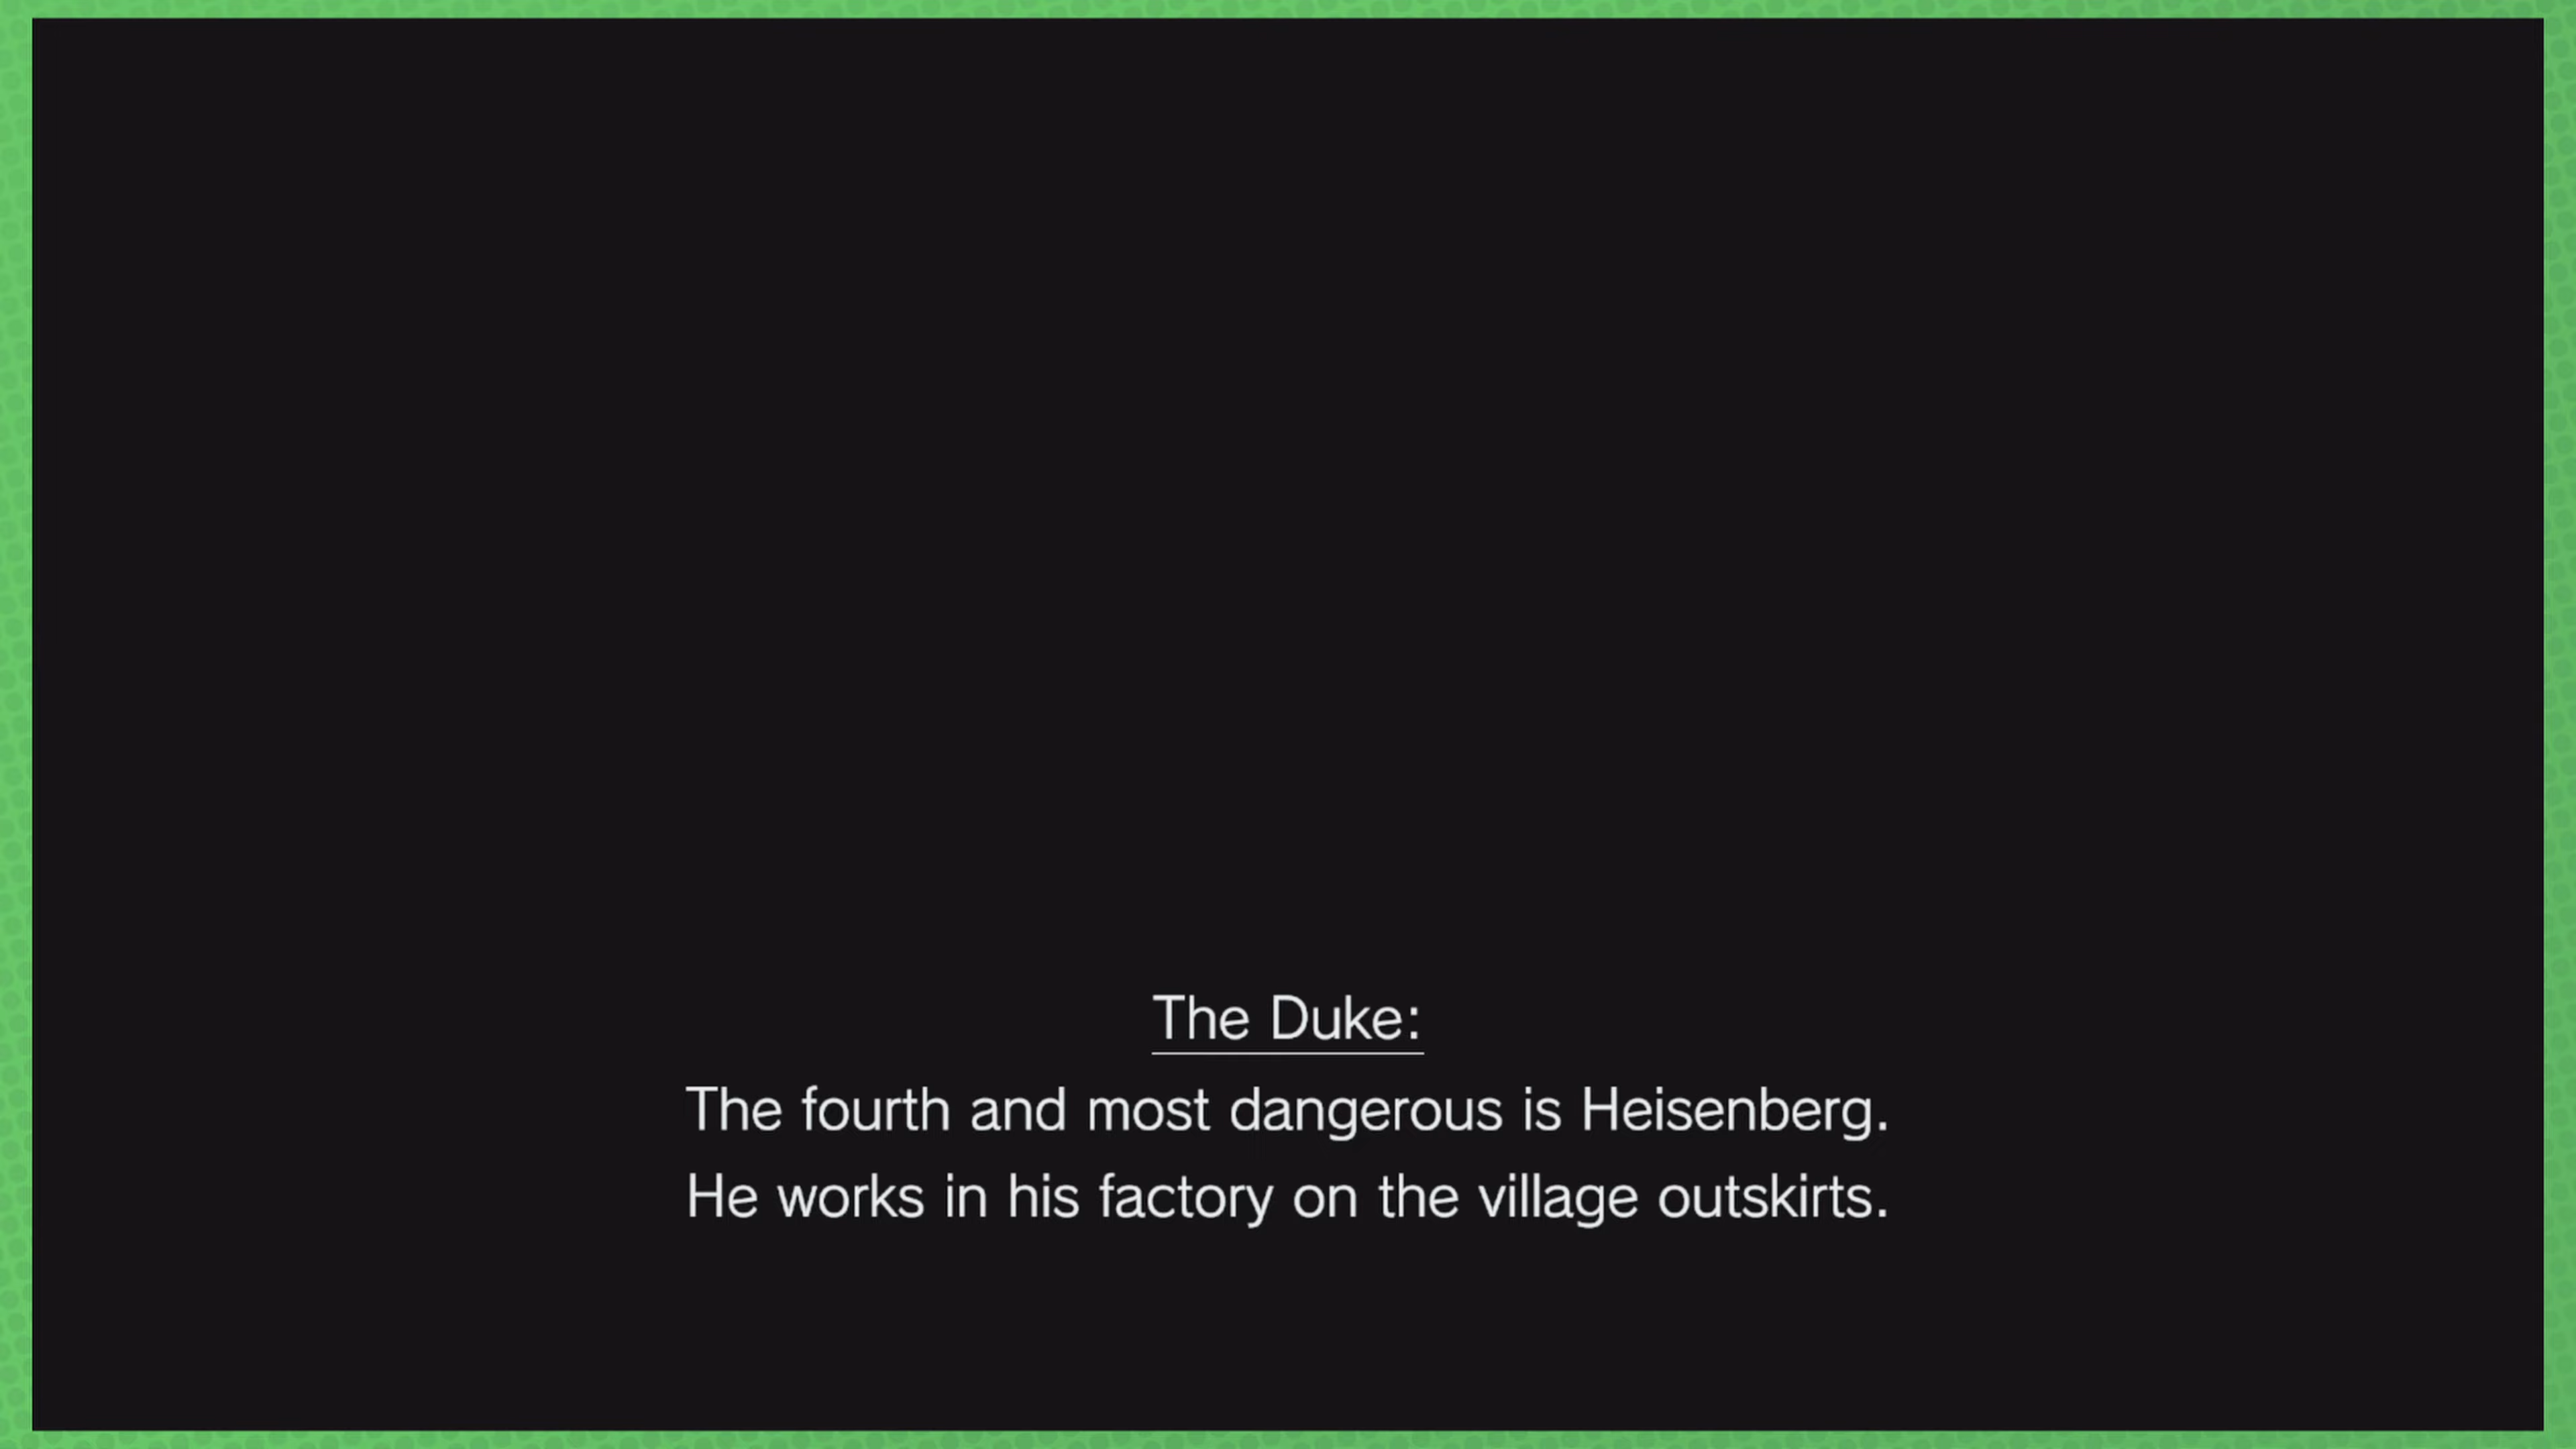 The Duke:
The fourth and most dangerous is Heisenberg.
He works in his factory on the village outskirts.